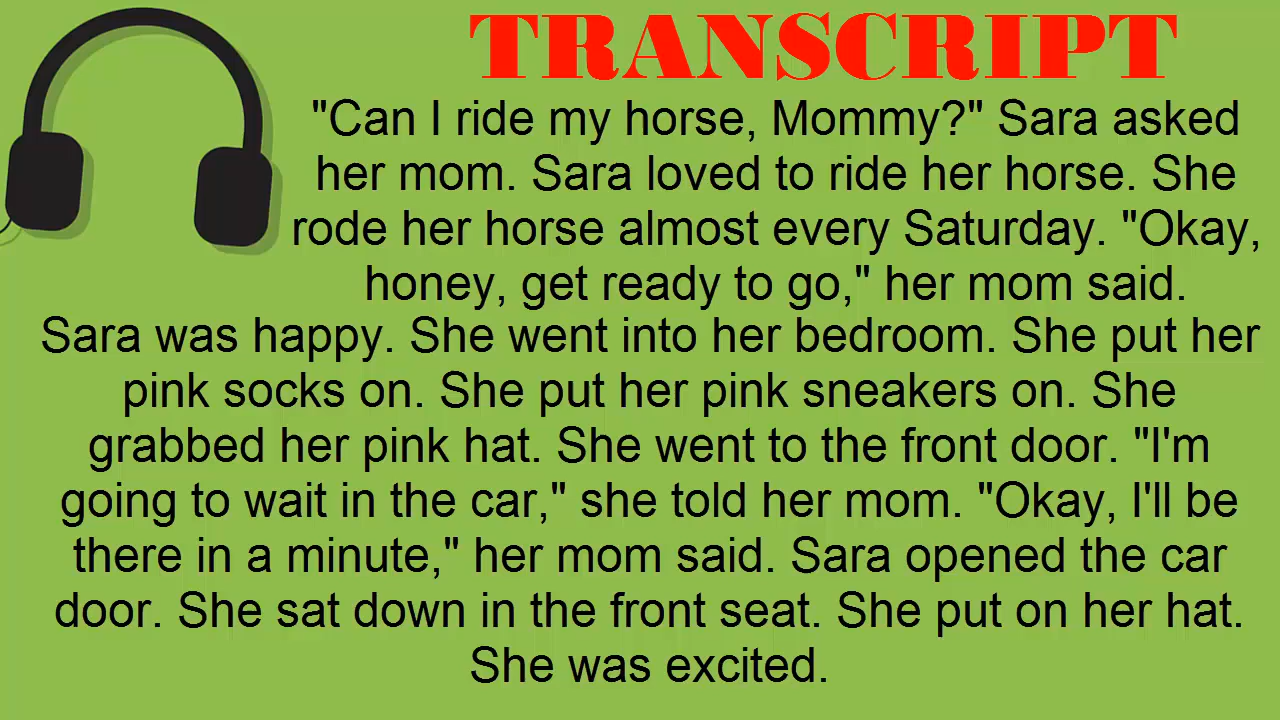 TRANSCRIPT
"Can I ride my horse, Mommy?" Sara asked
her mom. Sara loved to ride her horse. She
rode her horse almost every Saturday. "Okay,
honey, get ready to go," her mom said.
Sara was happy. She went into her bedroom. She put her
pink socks on. She put her pink sneakers on. She
grabbed her pink hat. She went to the front door. "I'm
going to wait in the car," she told her mom. "Okay, I'll be
there in a minute," her mom said. Sara opened the car
door. She sat down in the front seat. She put on her hat.
She was excited.